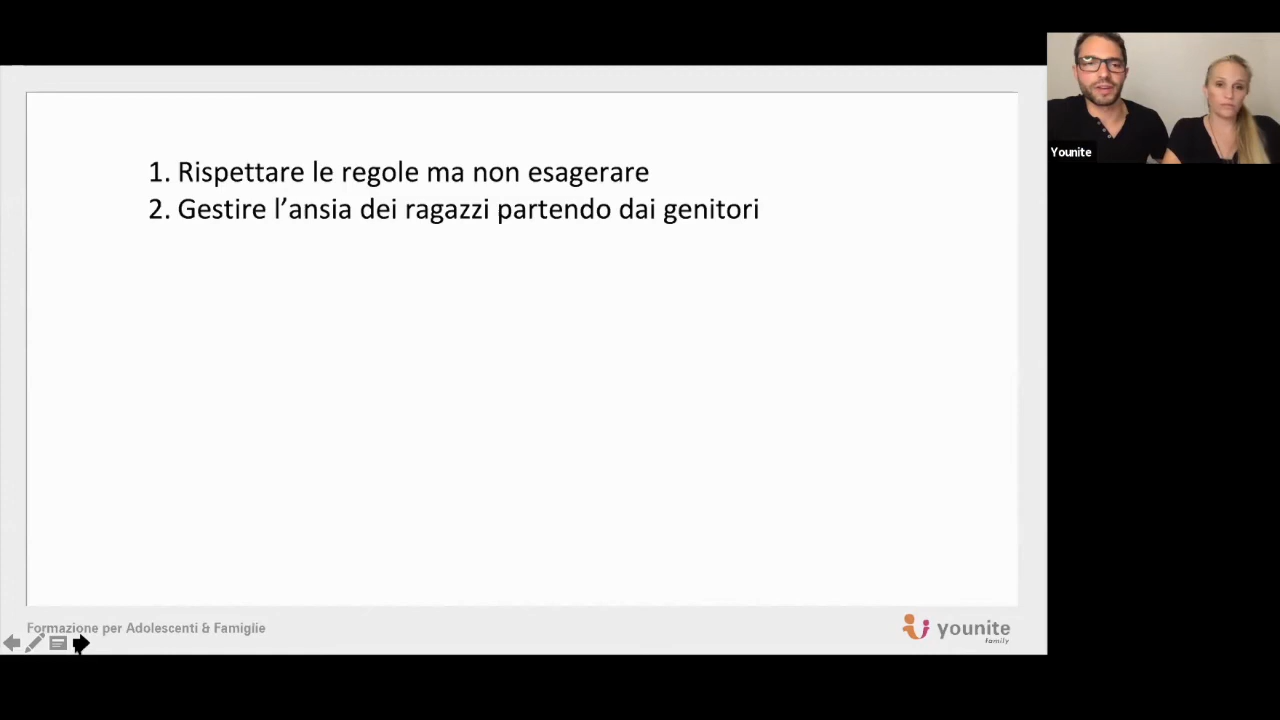 1. Rispettare le regole ma non esagerare
2. Gestire l’ansia dei ragazzi partendo dai genitori
Younite
Formazione per Adolescenti & Famiglie
younite
family